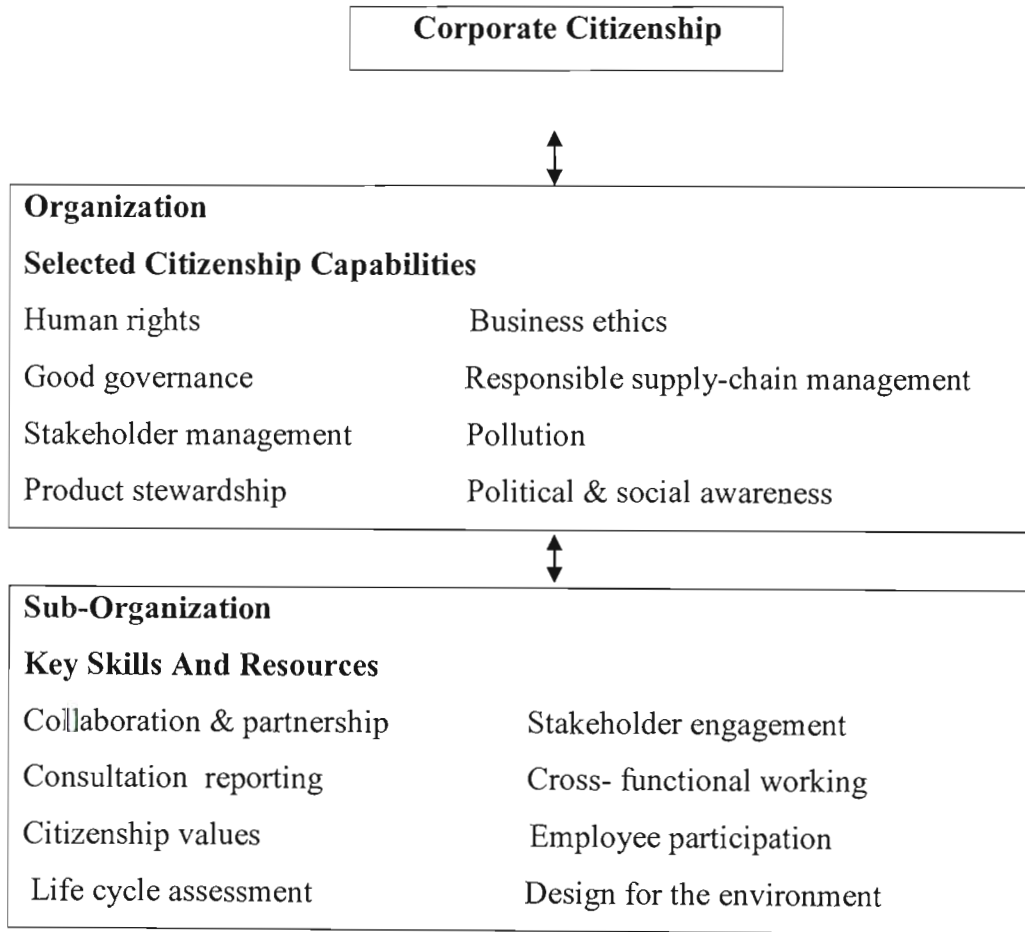 Corporate Citizenship
Organization
Selected Citizenship Capabilities
Human rights Business ethics
Good governance Responsible supply-chain management
Stakeholder management Pollution
Product stewardship Political & social awareness
Sub-Organization
Key Skills And Resources
Collaboration & partnership Stakeholder engagement
Consultation reporting Cross- functional working
Citizenship values Employee participation
Life cycle assessment Design for the environment